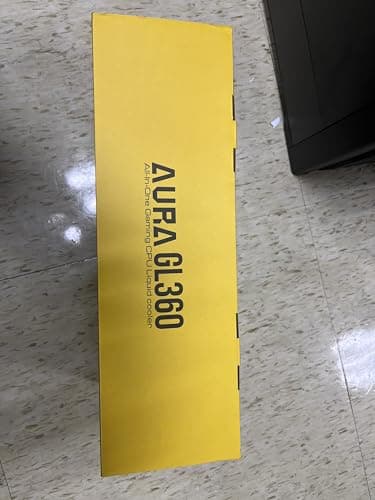 AURA GL360
All-In-One Gaming CPU Liquid cooler